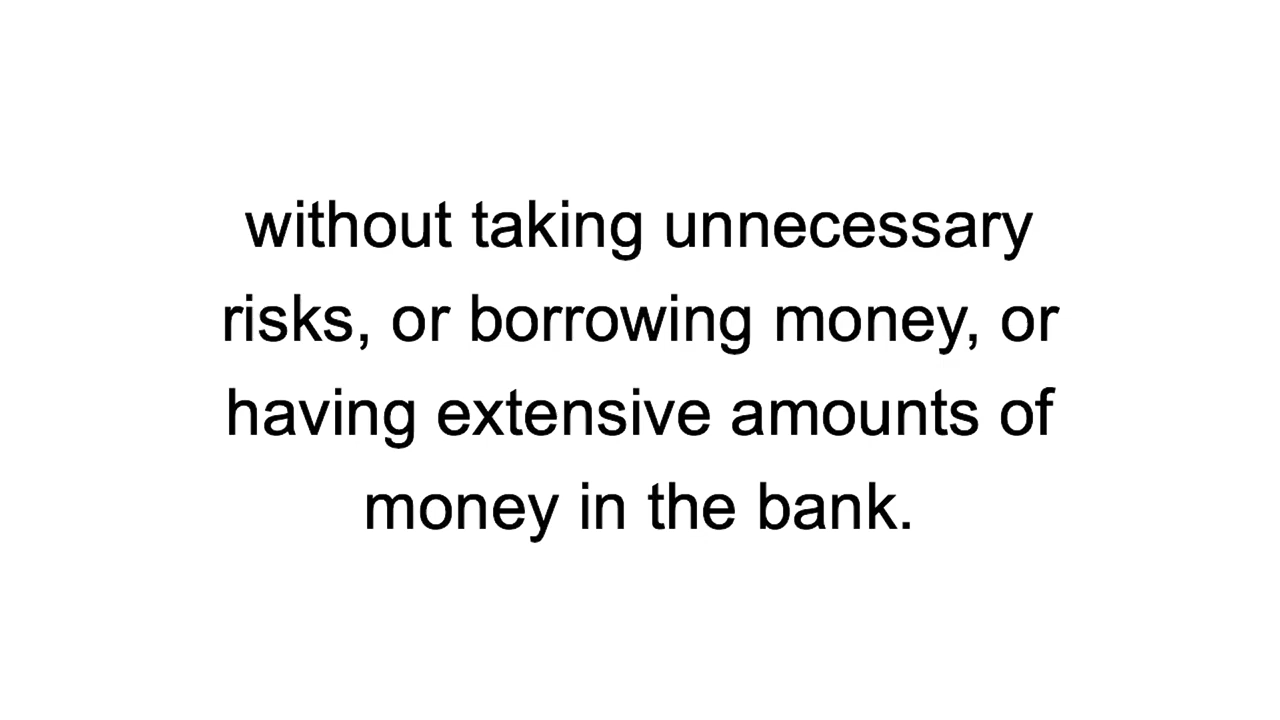 without taking unnecessary
risks, or borrowing money, or
having extensive amounts of
money in the bank.